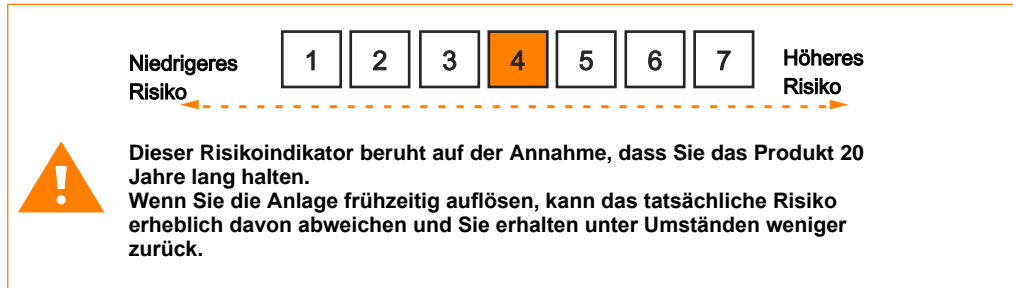 Niedrigeres
Risiko
1 2 3 4 5 6 7
Höheres
Risiko
!
Dieser Risikoindikator beruht auf der Annahme, dass Sie das Produkt 20
Jahre lang halten.
Wenn Sie die Anlage frühzeitig auflösen, kann das tatsächliche Risiko
erheblich davon abweichen und Sie erhalten unter Umständen weniger
zurück.